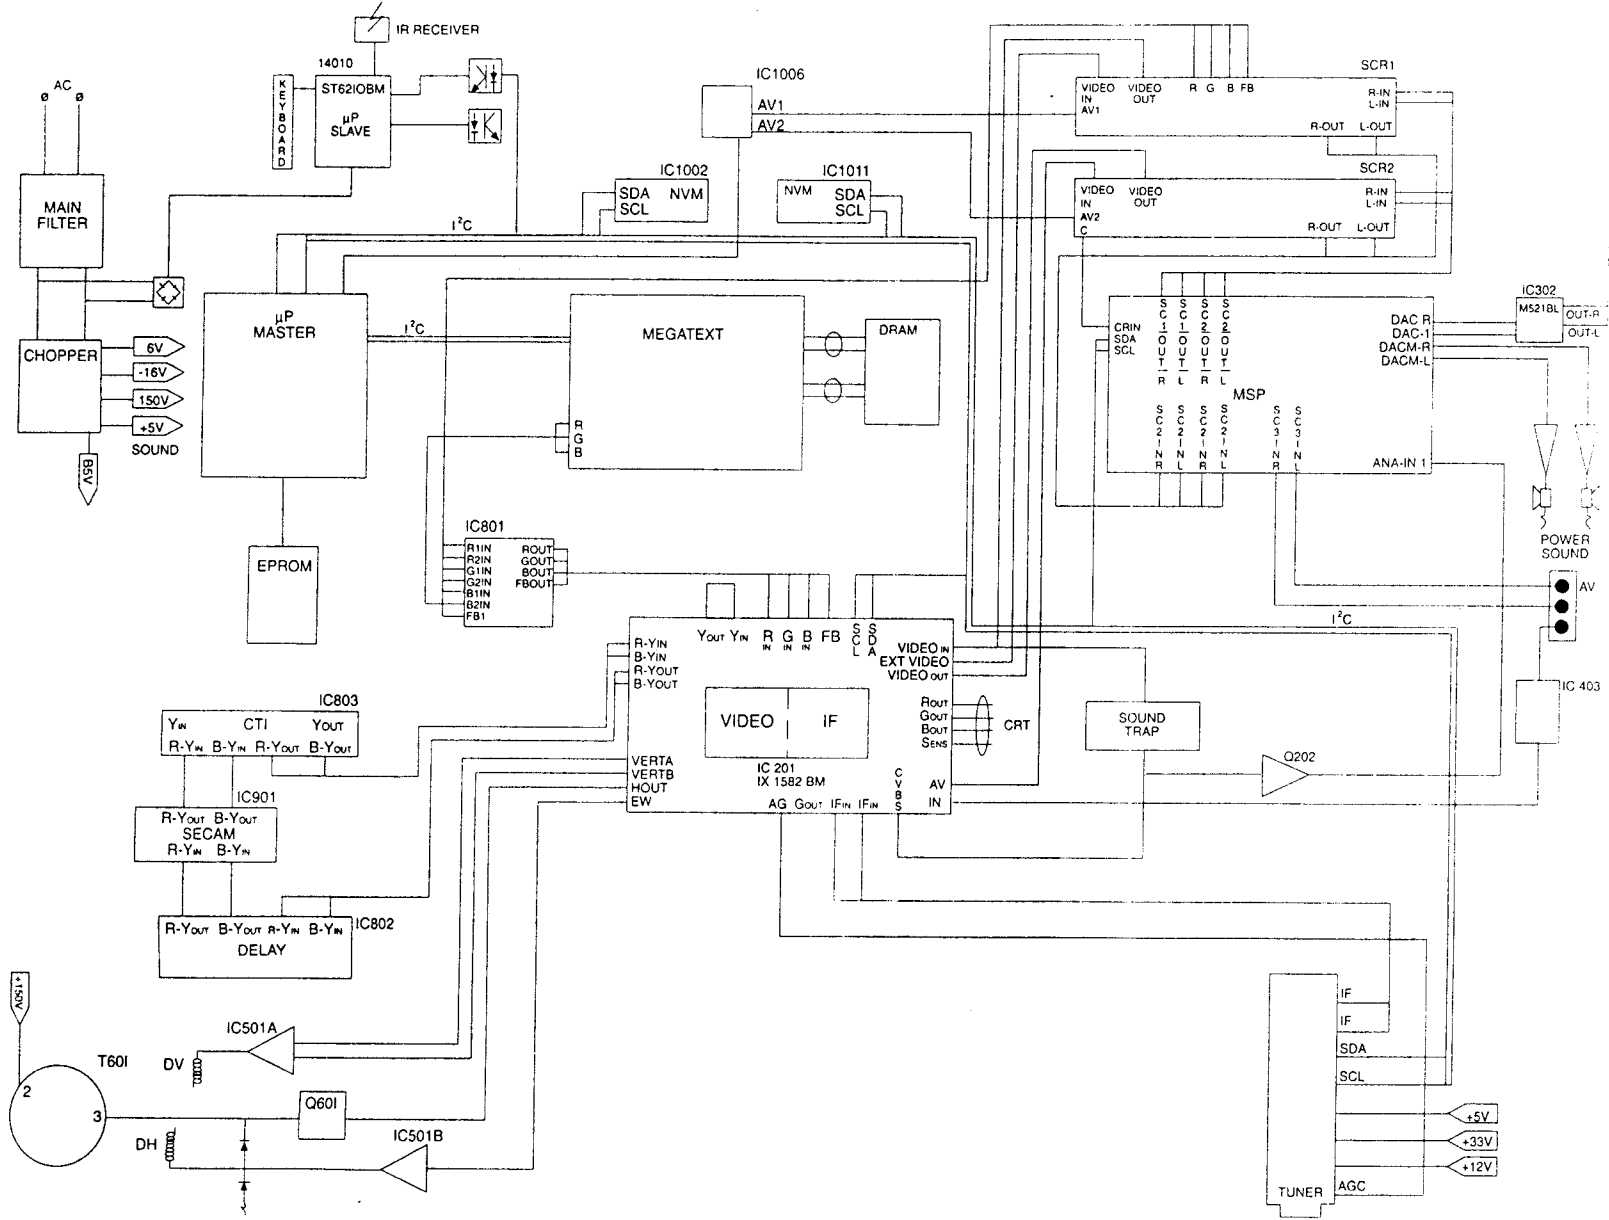 IR RECEIVER
AC
Ø Ø
14010
ST62IOBM
µP
SLAVE
KEYBOARD
MAIN
FILTER
CHOPPER
6V
-16V
150V
+5V
SOUND
B5V
µP
MASTER
EPROM
I²C
I²C
IC1002
SDA NVM
SCL
IC1011
NVM SDA
SCL
IC1006
AV1
AV2
SCR1
VIDEO
IN
AV1
VIDEO
OUT
R G B FB
R-IN
L-IN
R-OUT L-OUT
SCR2
VIDEO
IN
AV2
C
VIDEO
OUT
R-IN
L-IN
R-OUT L-OUT
MEGATEXT
R
G
B
DRAM
CRIN
SDA
SCL
SC1OUT-R
SC1OUT-L
SC2OUT-R
SC2OUT-L
MSP
SC2INR
SC2INL
SC2INR
SC2INL
SC3INR
SC3INL
DAC R
DAC-1
DACM-R
DACM-L
ANA-IN 1
IC302
M521BL
OUT-R
OUT-L
POWER
SOUND
AV
I²C
IC 403
IC801
R1IN
R2IN
G1IN
G2IN
B1IN
B2IN
FB1
ROUT
GOUT
BOUT
FBOUT
YOUT YIN
R IN
G IN
B IN
FB
SCL
SDA
R-YIN
B-YIN
R-YOUT
B-YOUT
VIDEO IN
EXT VIDEO
VIDEO OUT
ROUT
GOUT
BOUT
SENS
CRT
VIDEO IF
IC 201
IX 1582 BM
VERTA
VERTB
HOUT
EW
AG GOUT IFIN IFIN
CVBS
AV
IN
SOUND
TRAP
Q202
IC803
YIN CTI YOUT
R-YIN B-YIN R-YOUT B-YOUT
IC901
R-YOUT B-YOUT
SECAM
R-YIN B-YIN
IC802
R-YOUT B-YOUT R-YIN B-YIN
DELAY
+150V
T60I
2
3
IC501A
DV
Q60I
DH
IC501B
IF
IF
SDA
SCL
+5V
+33V
+12V
AGC
TUNER